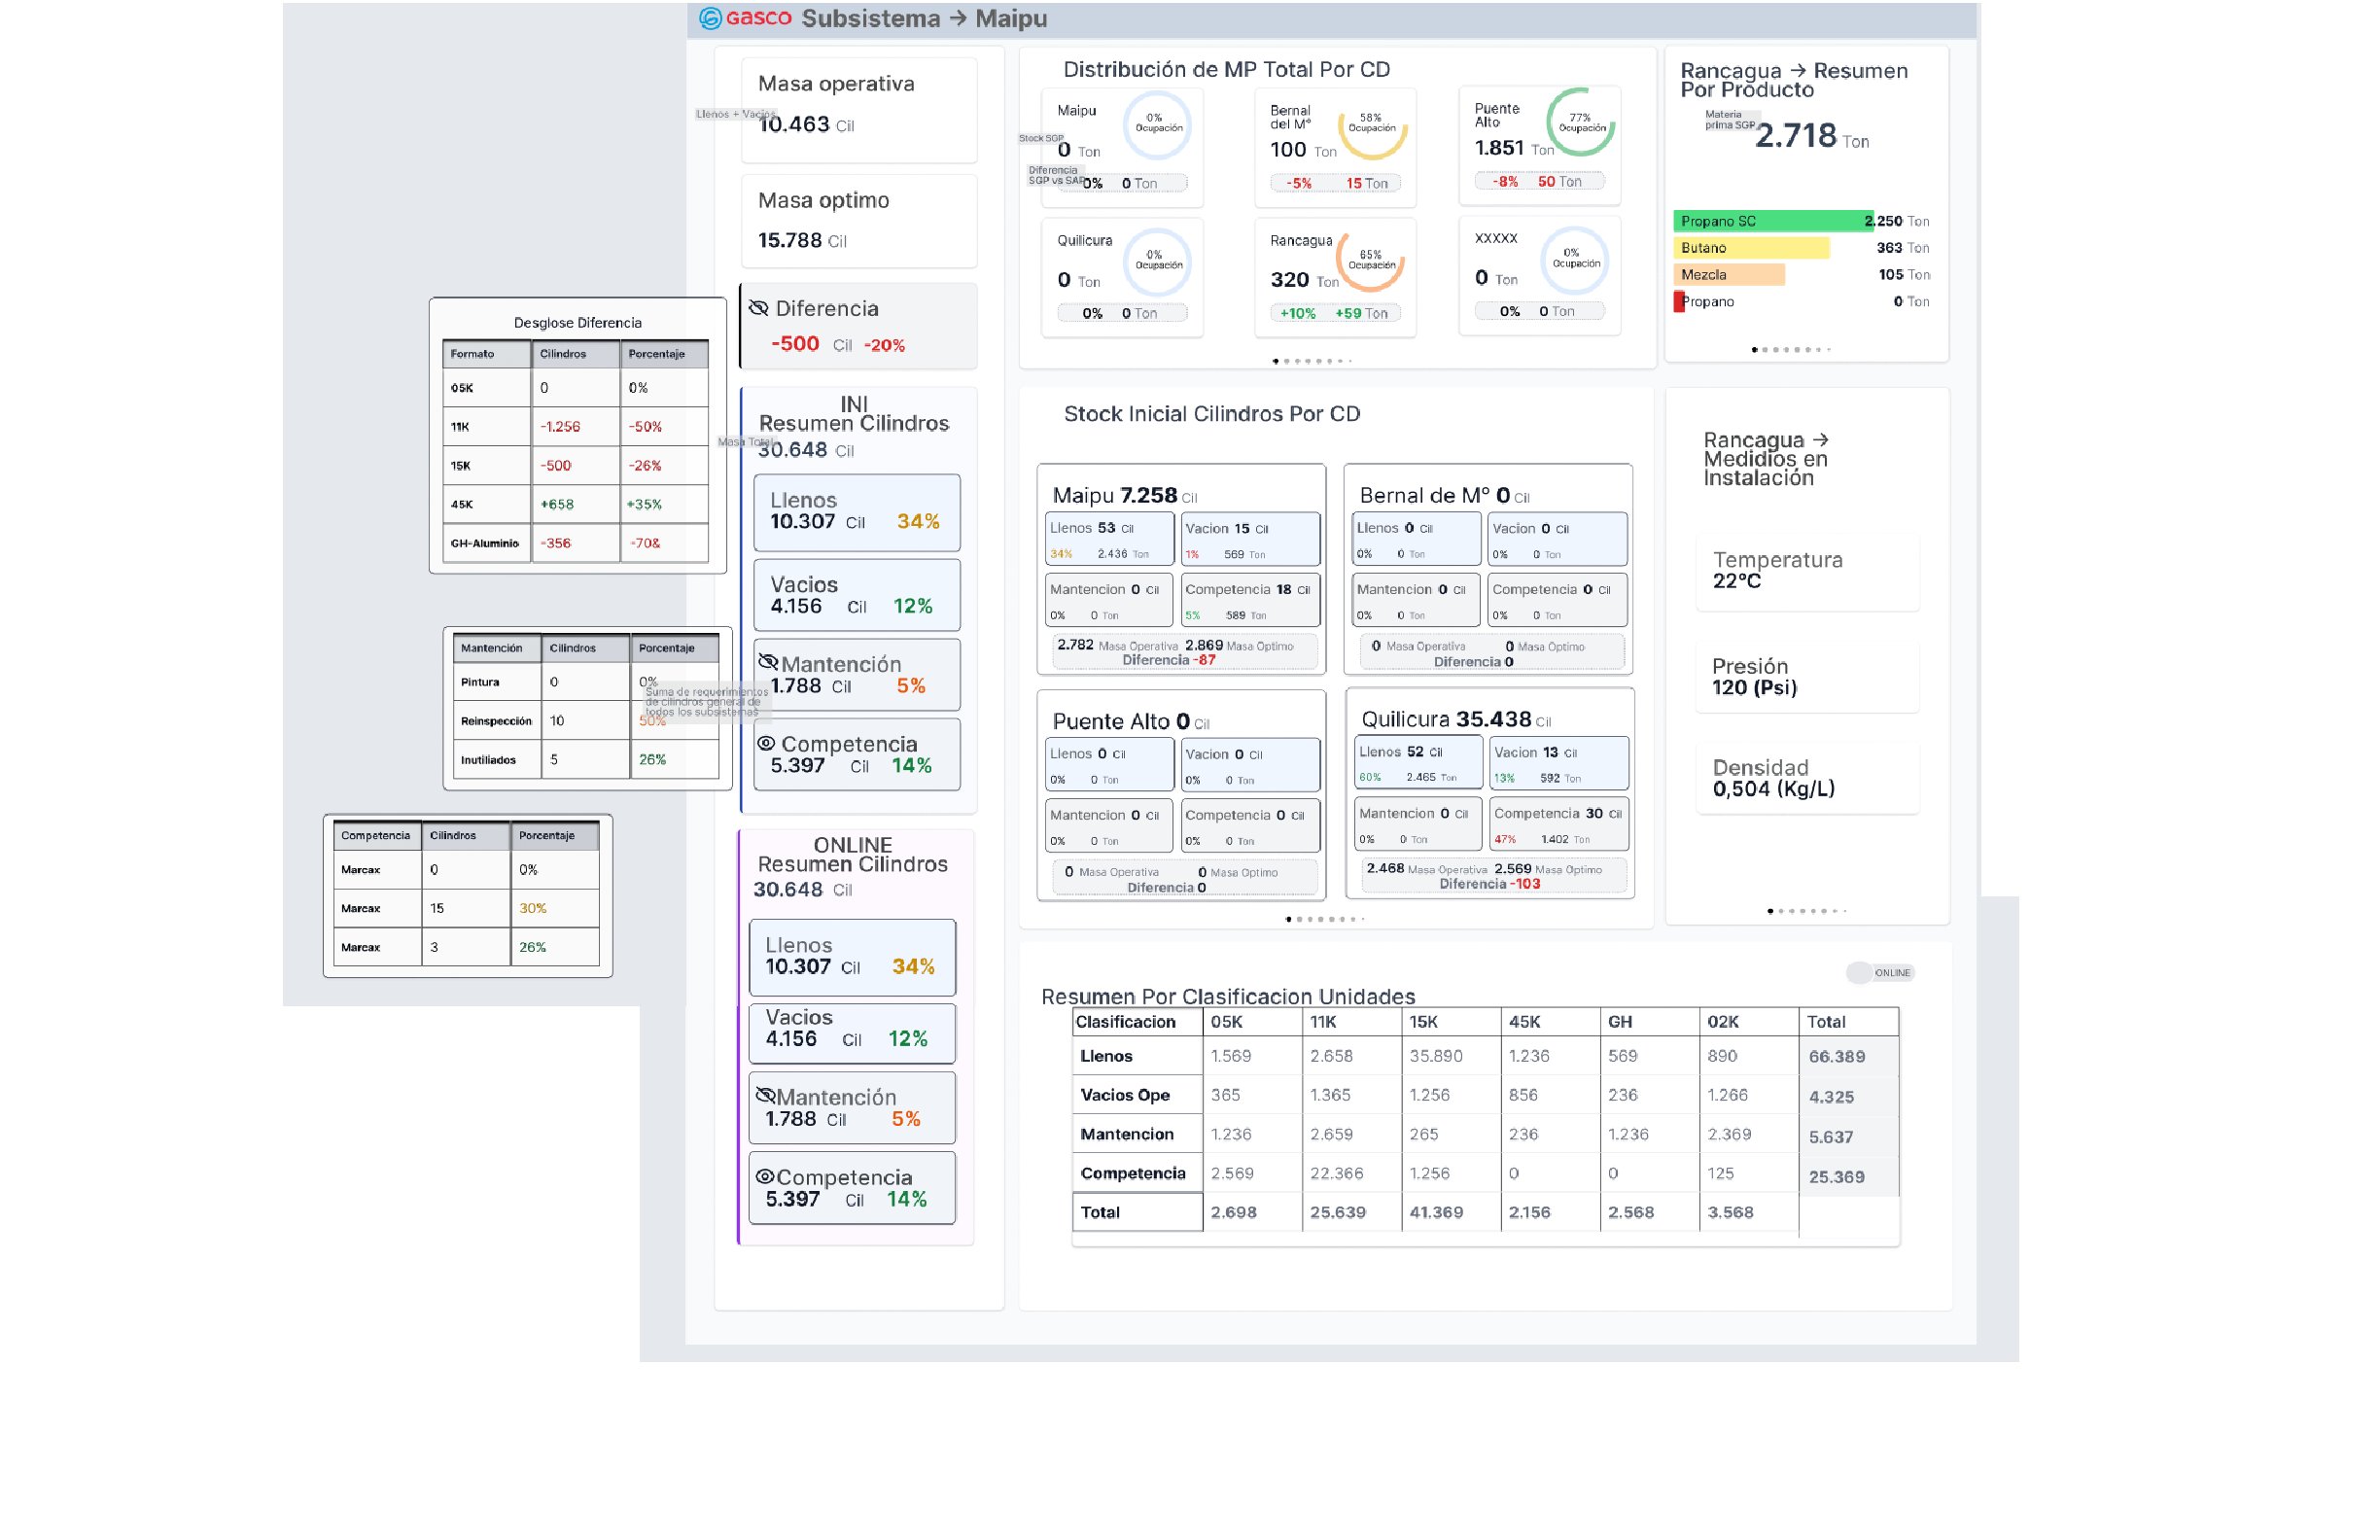 GASCO Subsistema → Maipu
Masa operativa
Llenos + Vacios
10.463 Cil
Masa optimo
15.788 Cil
Diferencia
-500 Cil -20%
Desglose Diferencia
Formato Cilindros Porcentaje
05K 0 0%
11K -1.256 -50%
15K -500 -26%
45K +658 +35%
GH-Aluminio -356 -70&
Mantención Cilindros Porcentaje
Pintura 0 0%
Reinspección 10 50%
Inutiliados 5 26%
Suma de requerimientos
de cilindros general de
todos los subsistemas
Competencia Cilindros Porcentaje
Marcax 0 0%
Marcax 15 30%
Marcax 3 26%
INI
Resumen Cilindros
Masa Total
30.648 Cil
Llenos
10.307 Cil 34%
Vacios
4.156 Cil 12%
Mantención
1.788 Cil 5%
Competencia
5.397 Cil 14%
ONLINE
Resumen Cilindros
30.648 Cil
Llenos
10.307 Cil 34%
Vacios
4.156 Cil 12%
Mantención
1.788 Cil 5%
Competencia
5.397 Cil 14%
Distribución de MP Total Por CD
Maipu
0%
Ocupación
Stock SGP
0 Ton
Diferencia
SGP vs SAP
0% 0 Ton
Bernal
del M°
58%
Ocupación
100 Ton
-5% 15 Ton
Puente
Alto
77%
Ocupación
1.851 Ton
-8% 50 Ton
Quilicura
0%
Ocupación
0 Ton
0% 0 Ton
Rancagua
65%
Ocupación
320 Ton
+10% +59 Ton
XXXXX
0%
Ocupación
0 Ton
0% 0 Ton
Rancagua → Resumen
Por Producto
Materia
prima SGP
2.718 Ton
Propano SC 2.250 Ton
Butano 363 Ton
Mezcla 105 Ton
Propano 0 Ton
Stock Inicial Cilindros Por CD
Maipu 7.258 Cil
Llenos 53 Cil
34% 2.436 Ton
Vacion 15 Cil
1% 569 Ton
Mantencion 0 Cil
0% 0 Ton
Competencia 18 Cil
5% 589 Ton
2.782 Masa Operativa 2.869 Masa Optimo
Diferencia -87
Bernal de M° 0 Cil
Llenos 0 Cil
0% 0 Ton
Vacion 0 Cil
0% 0 Ton
Mantencion 0 Cil
0% 0 Ton
Competencia 0 Cil
0% 0 Ton
0 Masa Operativa 0 Masa Optimo
Diferencia 0
Puente Alto 0 Cil
Llenos 0 Cil
0% 0 Ton
Vacion 0 Cil
0% 0 Ton
Mantencion 0 Cil
0% 0 Ton
Competencia 0 Cil
0% 0 Ton
0 Masa Operativa 0 Masa Optimo
Diferencia 0
Quilicura 35.438 Cil
Llenos 52 Cil
60% 2.465 Ton
Vacion 13 Cil
13% 592 Ton
Mantencion 0 Cil
0% 0 Ton
Competencia 30 Cil
47% 1.402 Ton
2.468 Masa Operativa 2.569 Masa Optimo
Diferencia -103
Rancagua →
Medidios en
Instalación
Temperatura
22°C
Presión
120 (Psi)
Densidad
0,504 (Kg/L)
ONLINE
Resumen Por Clasificacion Unidades
Clasificacion 05K 11K 15K 45K GH 02K Total
Llenos 1.569 2.658 35.890 1.236 569 890 66.389
Vacios Ope 365 1.365 1.256 856 236 1.266 4.325
Mantencion 1.236 2.659 265 236 1.236 2.369 5.637
Competencia 2.569 22.366 1.256 0 0 125 25.369
Total 2.698 25.639 41.369 2.156 2.568 3.568